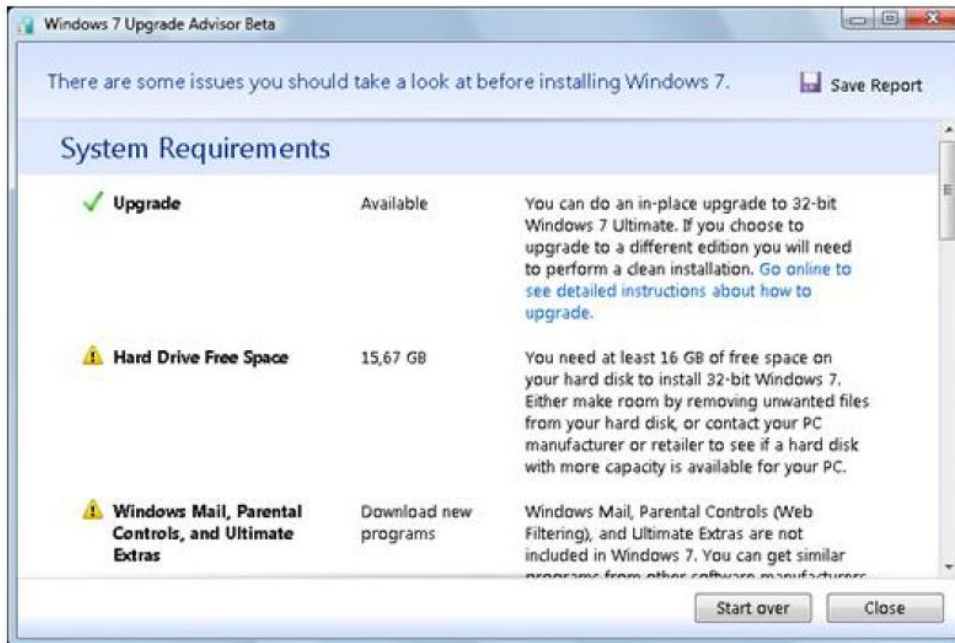 Windows 7 Upgrade Advisor Beta
There are some issues you should take a look at before installing Windows 7.
Save Report
System Requirements
Upgrade
Available
You can do an in-place upgrade to 32-bit
Windows 7 Ultimate. If you choose to
upgrade to a different edition you will need
to perform a clean installation. Go online to
see detailed instructions about how to
upgrade.
Hard Drive Free Space
15,67 GB
You need at least 16 GB of free space on
your hard disk to install 32-bit Windows 7.
Either make room by removing unwanted files
from your hard disk, or contact your PC
manufacturer or retailer to see if a hard disk
with more capacity is available for your PC.
Windows Mail, Parental
Controls, and Ultimate
Extras
Download new
programs
Windows Mail, Parental Controls (Web
Filtering), and Ultimate Extras are not
included in Windows 7. You can get similar
programs from other software manufacturers
Start over
Close